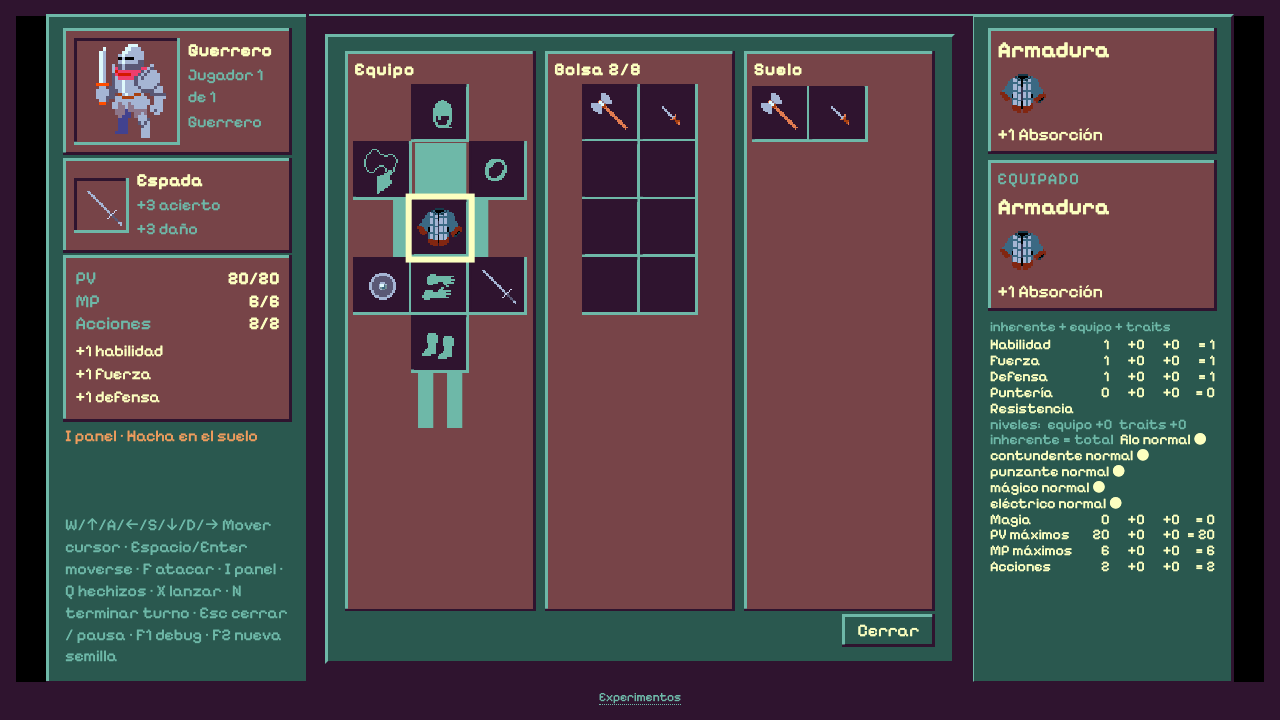 Guerrero
Jugador 1
de 1
Guerrero
Espada
+3 acierto
+3 daño
PV 20/20
MP 6/6
Acciones 2/2
+1 habilidad
+1 fuerza
+1 defensa
I panel · Hacha en el suelo
W/↑/A/←/S/↓/D/→ Mover
cursor · Espacio/Enter
moverse · F atacar · I panel ·
Q hechizos · X lanzar · N
terminar turno · Esc cerrar
/ pausa · F1 debug · F2 nueva
semilla
Equipo
Bolsa 2/8
Suelo
Cerrar
Armadura
+1 Absorción
EQUIPADO
Armadura
+1 Absorción
inherente + equipo + traits
Habilidad 1 +0 +0 = 1
Fuerza 1 +0 +0 = 1
Defensa 1 +0 +0 = 1
Puntería 0 +0 +0 = 0
Resistencia
niveles: equipo +0 traits +0
inherente = total filo normal
contundente normal
punzante normal
mágico normal
eléctrico normal
Magia 0 +0 +0 = 0
PV máximos 20 +0 +0 = 20
MP máximos 6 +0 +0 = 6
Acciones 2 +0 +0 = 2
Experimentos